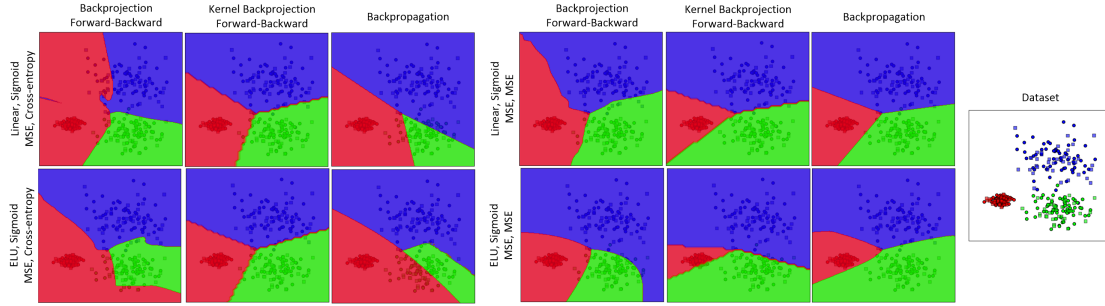 Backprojection
Forward-Backward
Kernel Backprojection
Forward-Backward
Backpropagation
Backprojection
Forward-Backward
Kernel Backprojection
Forward-Backward
Backpropagation
Linear, Sigmoid
MSE, Cross-entropy
Linear, Sigmoid
MSE, MSE
Dataset
ELU, Sigmoid
MSE, Cross-entropy
ELU, Sigmoid
MSE, MSE